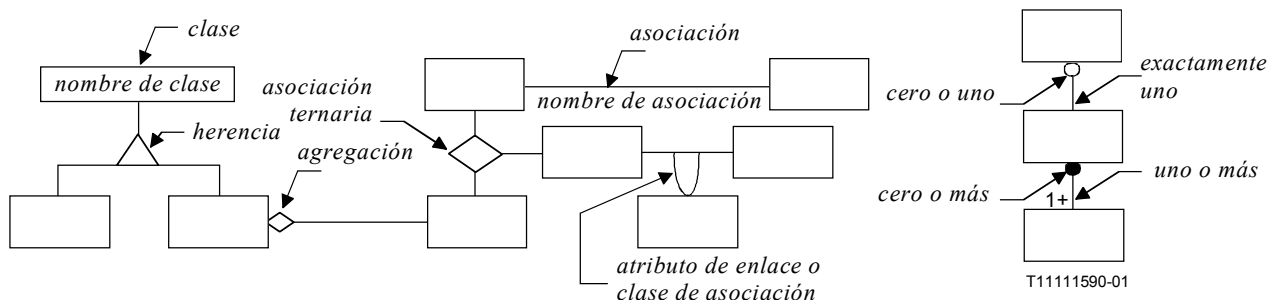 clase
nombre de clase
herencia
asociación
ternaria
agregación
asociación
nombre de asociación
atributo de enlace o
clase de asociación
cero o uno
exactamente
uno
cero o más
uno o más
1+
T11111590-01